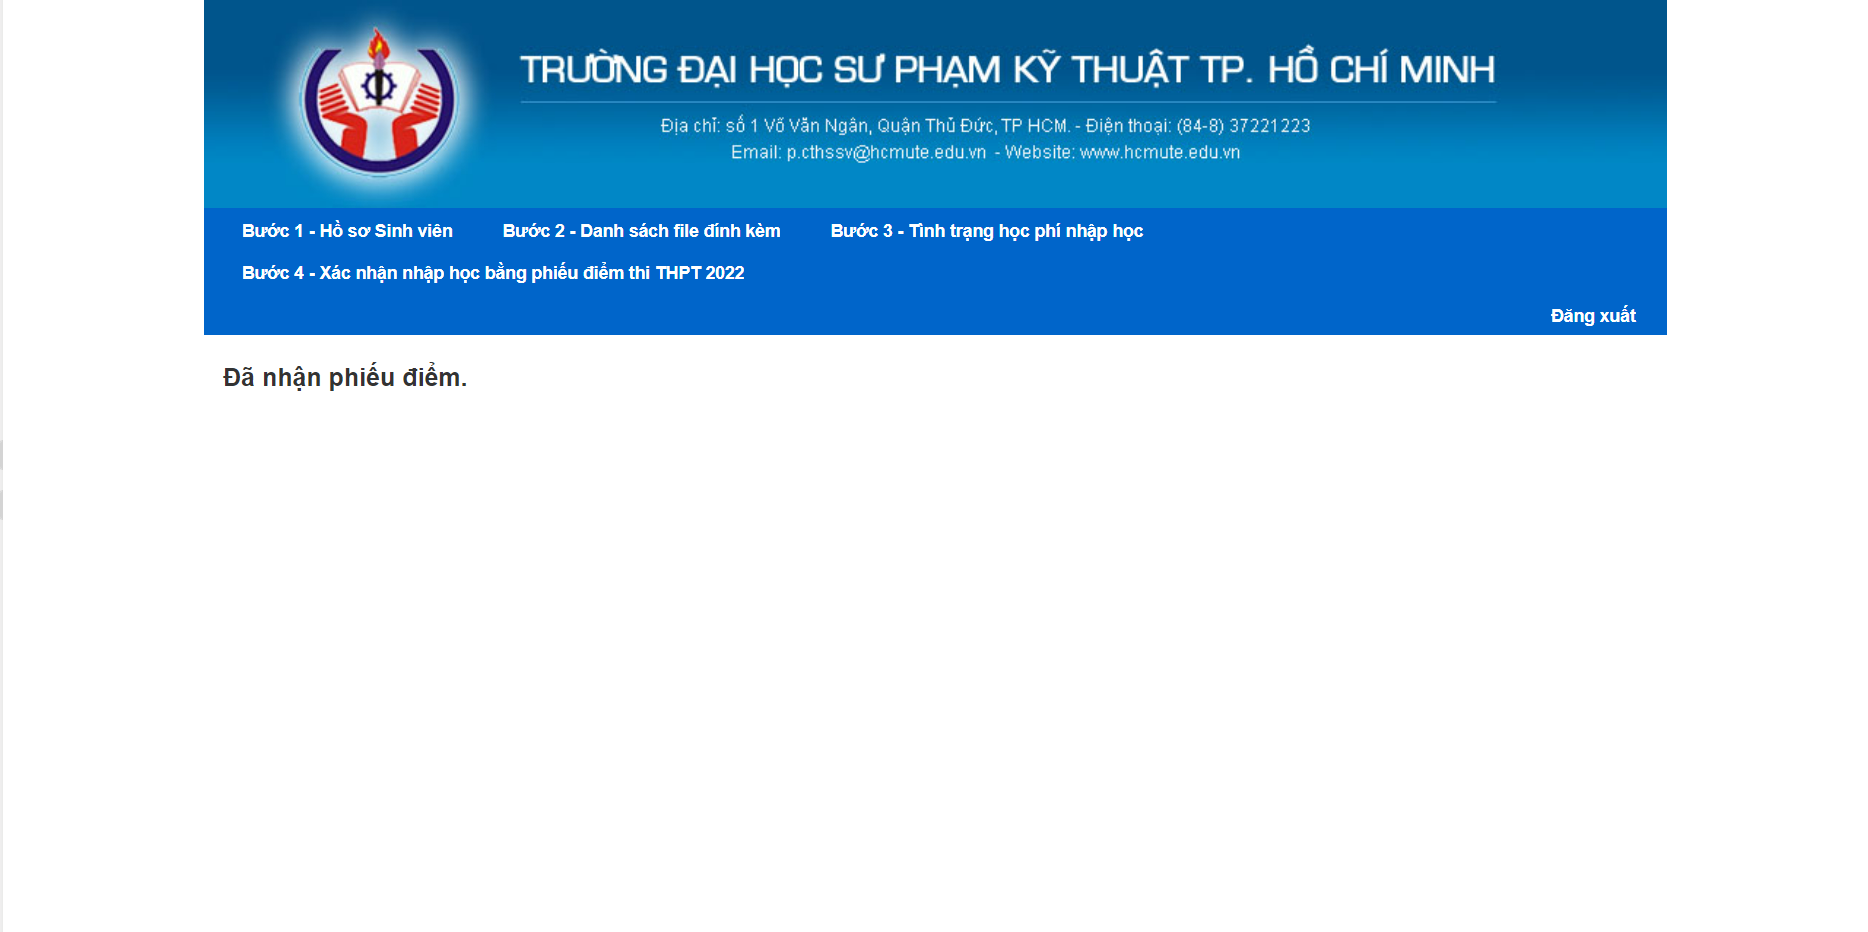 TRƯỜNG ĐẠI HỌC SƯ PHẠM KỸ THUẬT TP. HỒ CHÍ MINH
Địa chỉ: số 1 Võ Văn Ngân, Quận Thủ Đức, TP HCM. - Điện thoại: (84-8) 37221223
Email: p.cthssv@hcmute.edu.vn - Website: www.hcmute.edu.vn
Bước 1 - Hồ sơ Sinh viên Bước 2 - Danh sách file đính kèm Bước 3 - Tình trạng học phí nhập học
Bước 4 - Xác nhận nhập học bằng phiếu điểm thi THPT 2022
Đăng xuất
Đã nhận phiếu điểm.